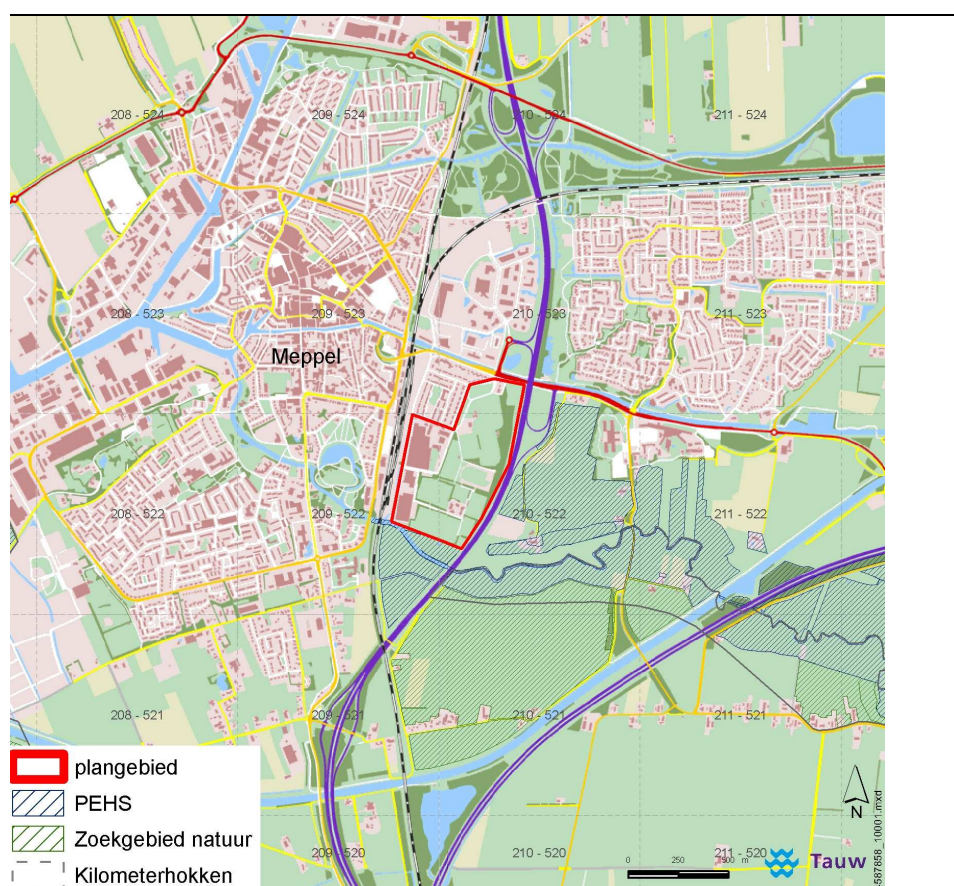 208 - 524
209 - 524
210 - 524
211 - 524
208 - 523
209 - 523
210 - 523
211 - 523
Meppel
208 - 522
209 - 522
210 - 522
211 - 522
208 - 521
209 - 521
210 - 521
211 - 521
plangebied
PEHS
Zoekgebied natuur
Kilometerhokken
209 - 520
210 - 520
211 - 520
0 250 500 m
N
Tauw
4587858_10001.mxd